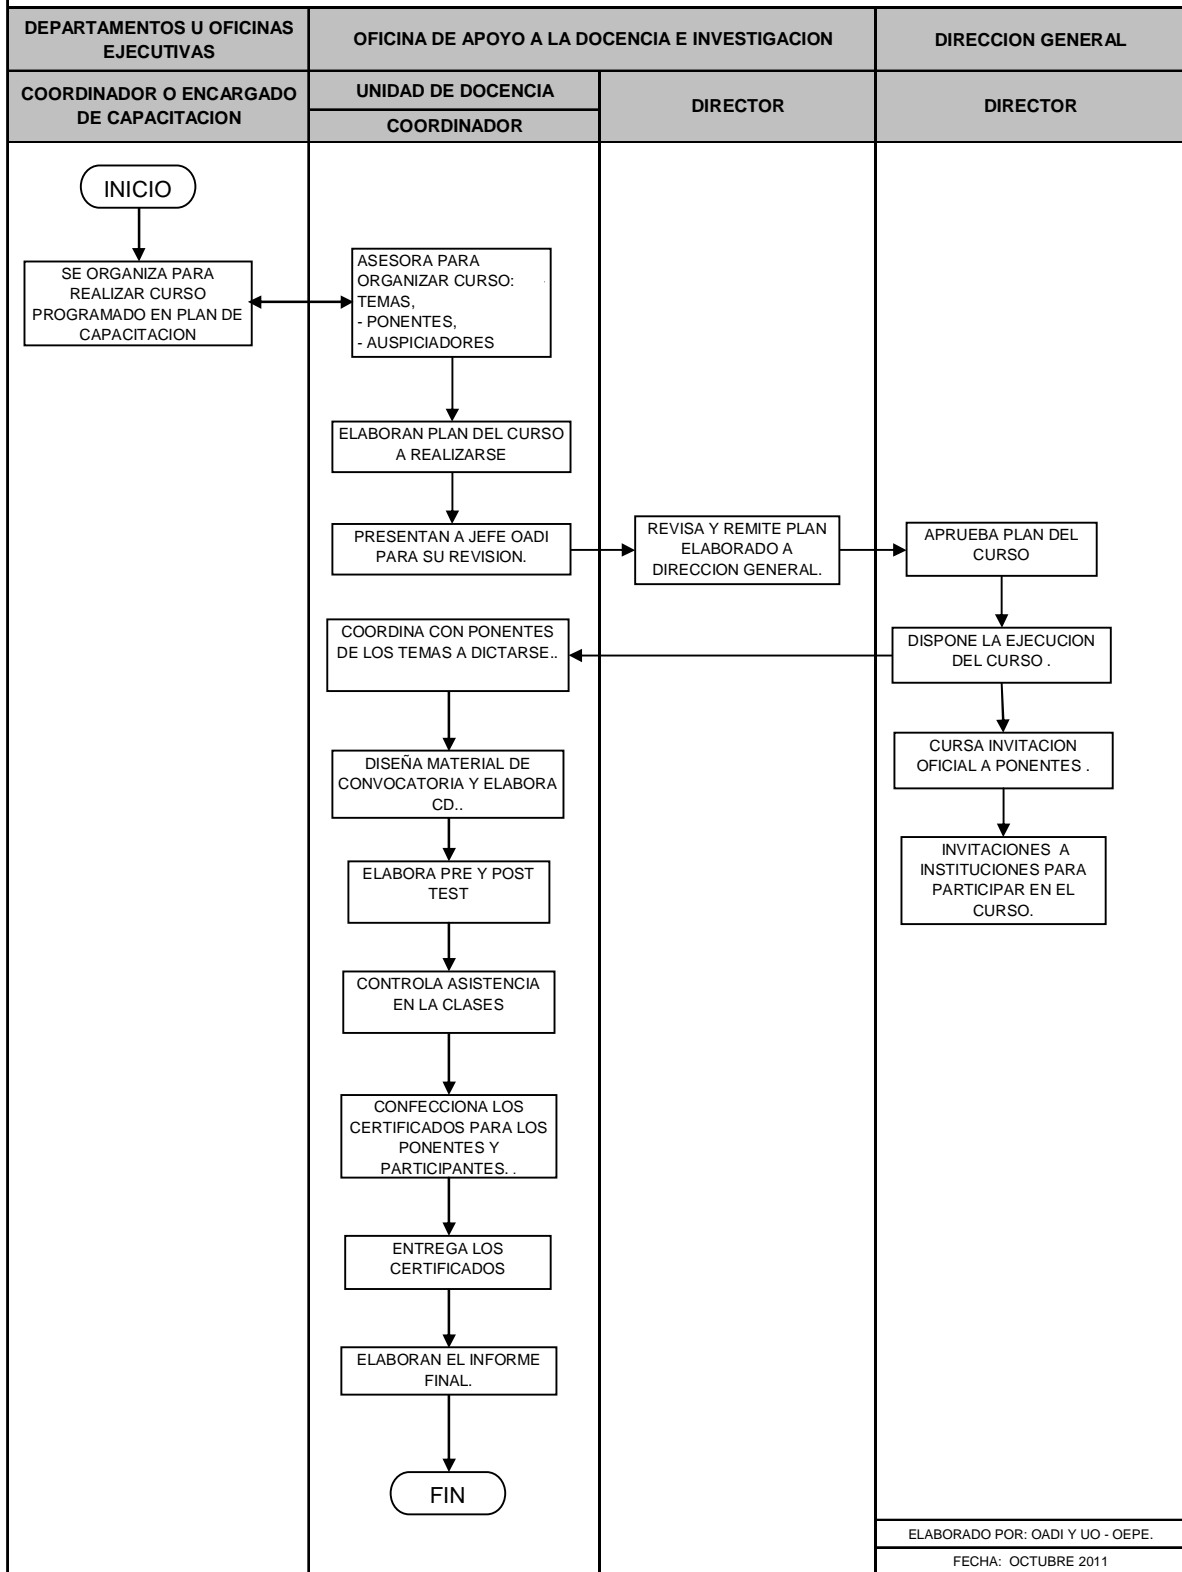 DEPARTAMENTOS U OFICINAS
EJECUTIVAS
OFICINA DE APOYO A LA DOCENCIA E INVESTIGACION
DIRECCION GENERAL
COORDINADOR O ENCARGADO
DE CAPACITACION
UNIDAD DE DOCENCIA
COORDINADOR
DIRECTOR
DIRECTOR
INICIO
SE ORGANIZA PARA
REALIZAR CURSO
PROGRAMADO EN PLAN DE
CAPACITACION
ASESORA PARA
ORGANIZAR CURSO:
TEMAS,
- PONENTES,
- AUSPICIADORES
ELABORAN PLAN DEL CURSO
A REALIZARSE
PRESENTAN A JEFE OADI
PARA SU REVISION.
REVISA Y REMITE PLAN
ELABORADO A
DIRECCION GENERAL.
APRUEBA PLAN DEL
CURSO
COORDINA CON PONENTES
DE LOS TEMAS A DICTARSE..
DISPONE LA EJECUCION
DEL CURSO .
CURSA INVITACION
OFICIAL A PONENTES .
DISEÑA MATERIAL DE
CONVOCATORIA Y ELABORA
CD..
INVITACIONES  A
INSTITUCIONES PARA
PARTICIPAR EN EL
CURSO.
ELABORA PRE Y POST
TEST
CONTROLA ASISTENCIA
EN LA CLASES
CONFECCIONA LOS
CERTIFICADOS PARA LOS
PONENTES Y
PARTICIPANTES. .
ENTREGA LOS
CERTIFICADOS
ELABORAN EL INFORME
FINAL.
FIN
ELABORADO POR: OADI Y UO - OEPE.
FECHA:  OCTUBRE 2011